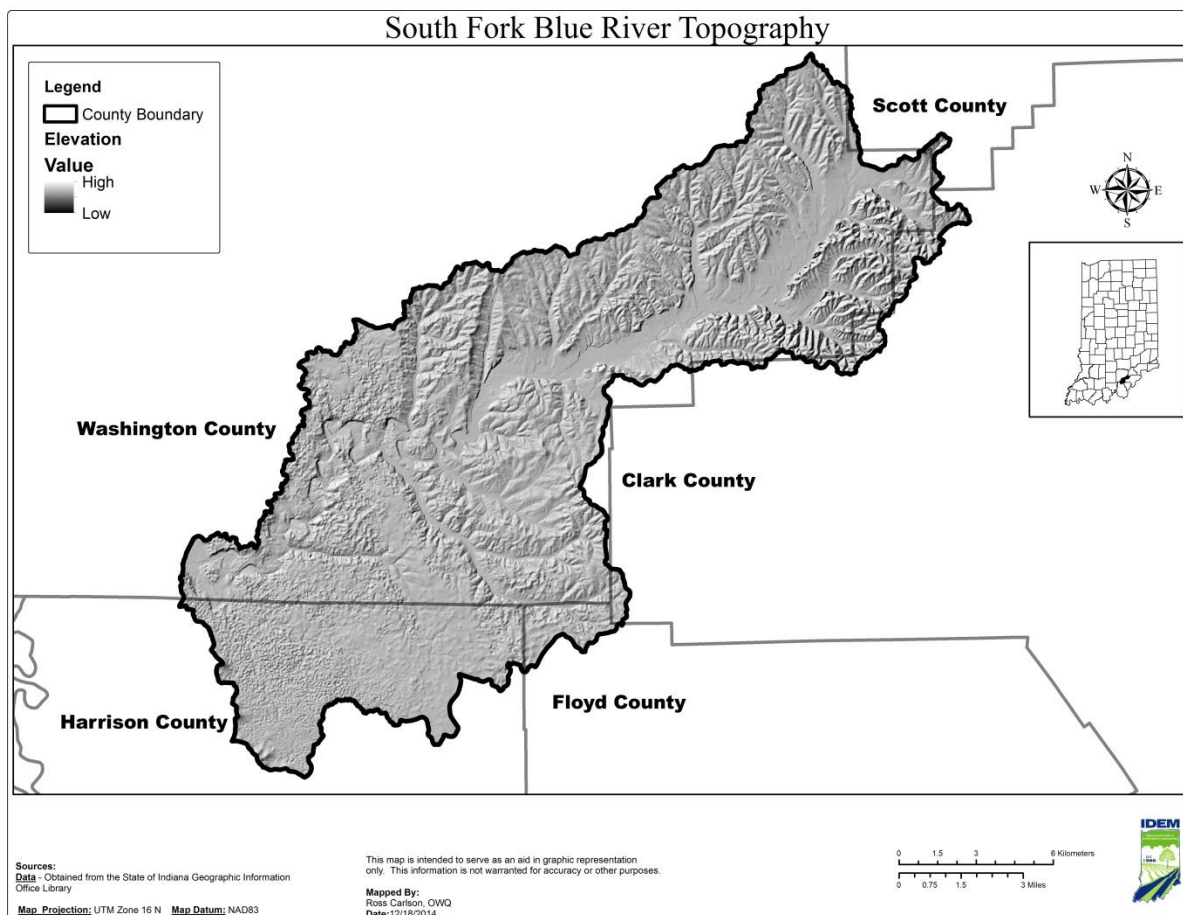 South Fork Blue River Topography
Legend
County Boundary
Elevation
Value
High
Low
Scott County
N
W E
S
Washington County
Clark County
Harrison County
Floyd County
Sources:
Data - Obtained from the State of Indiana Geographic Information
Office Library
Map Projection: UTM Zone 16 N Map Datum: NAD83
This map is intended to serve as an aid in graphic representation
only. This information is not warranted for accuracy or other purposes.
Mapped By:
Ross Carlson, OWQ
Date:12/18/2014
0 1.5 3 6 Kilometers
0 0.75 1.5 3 Miles
IDEM